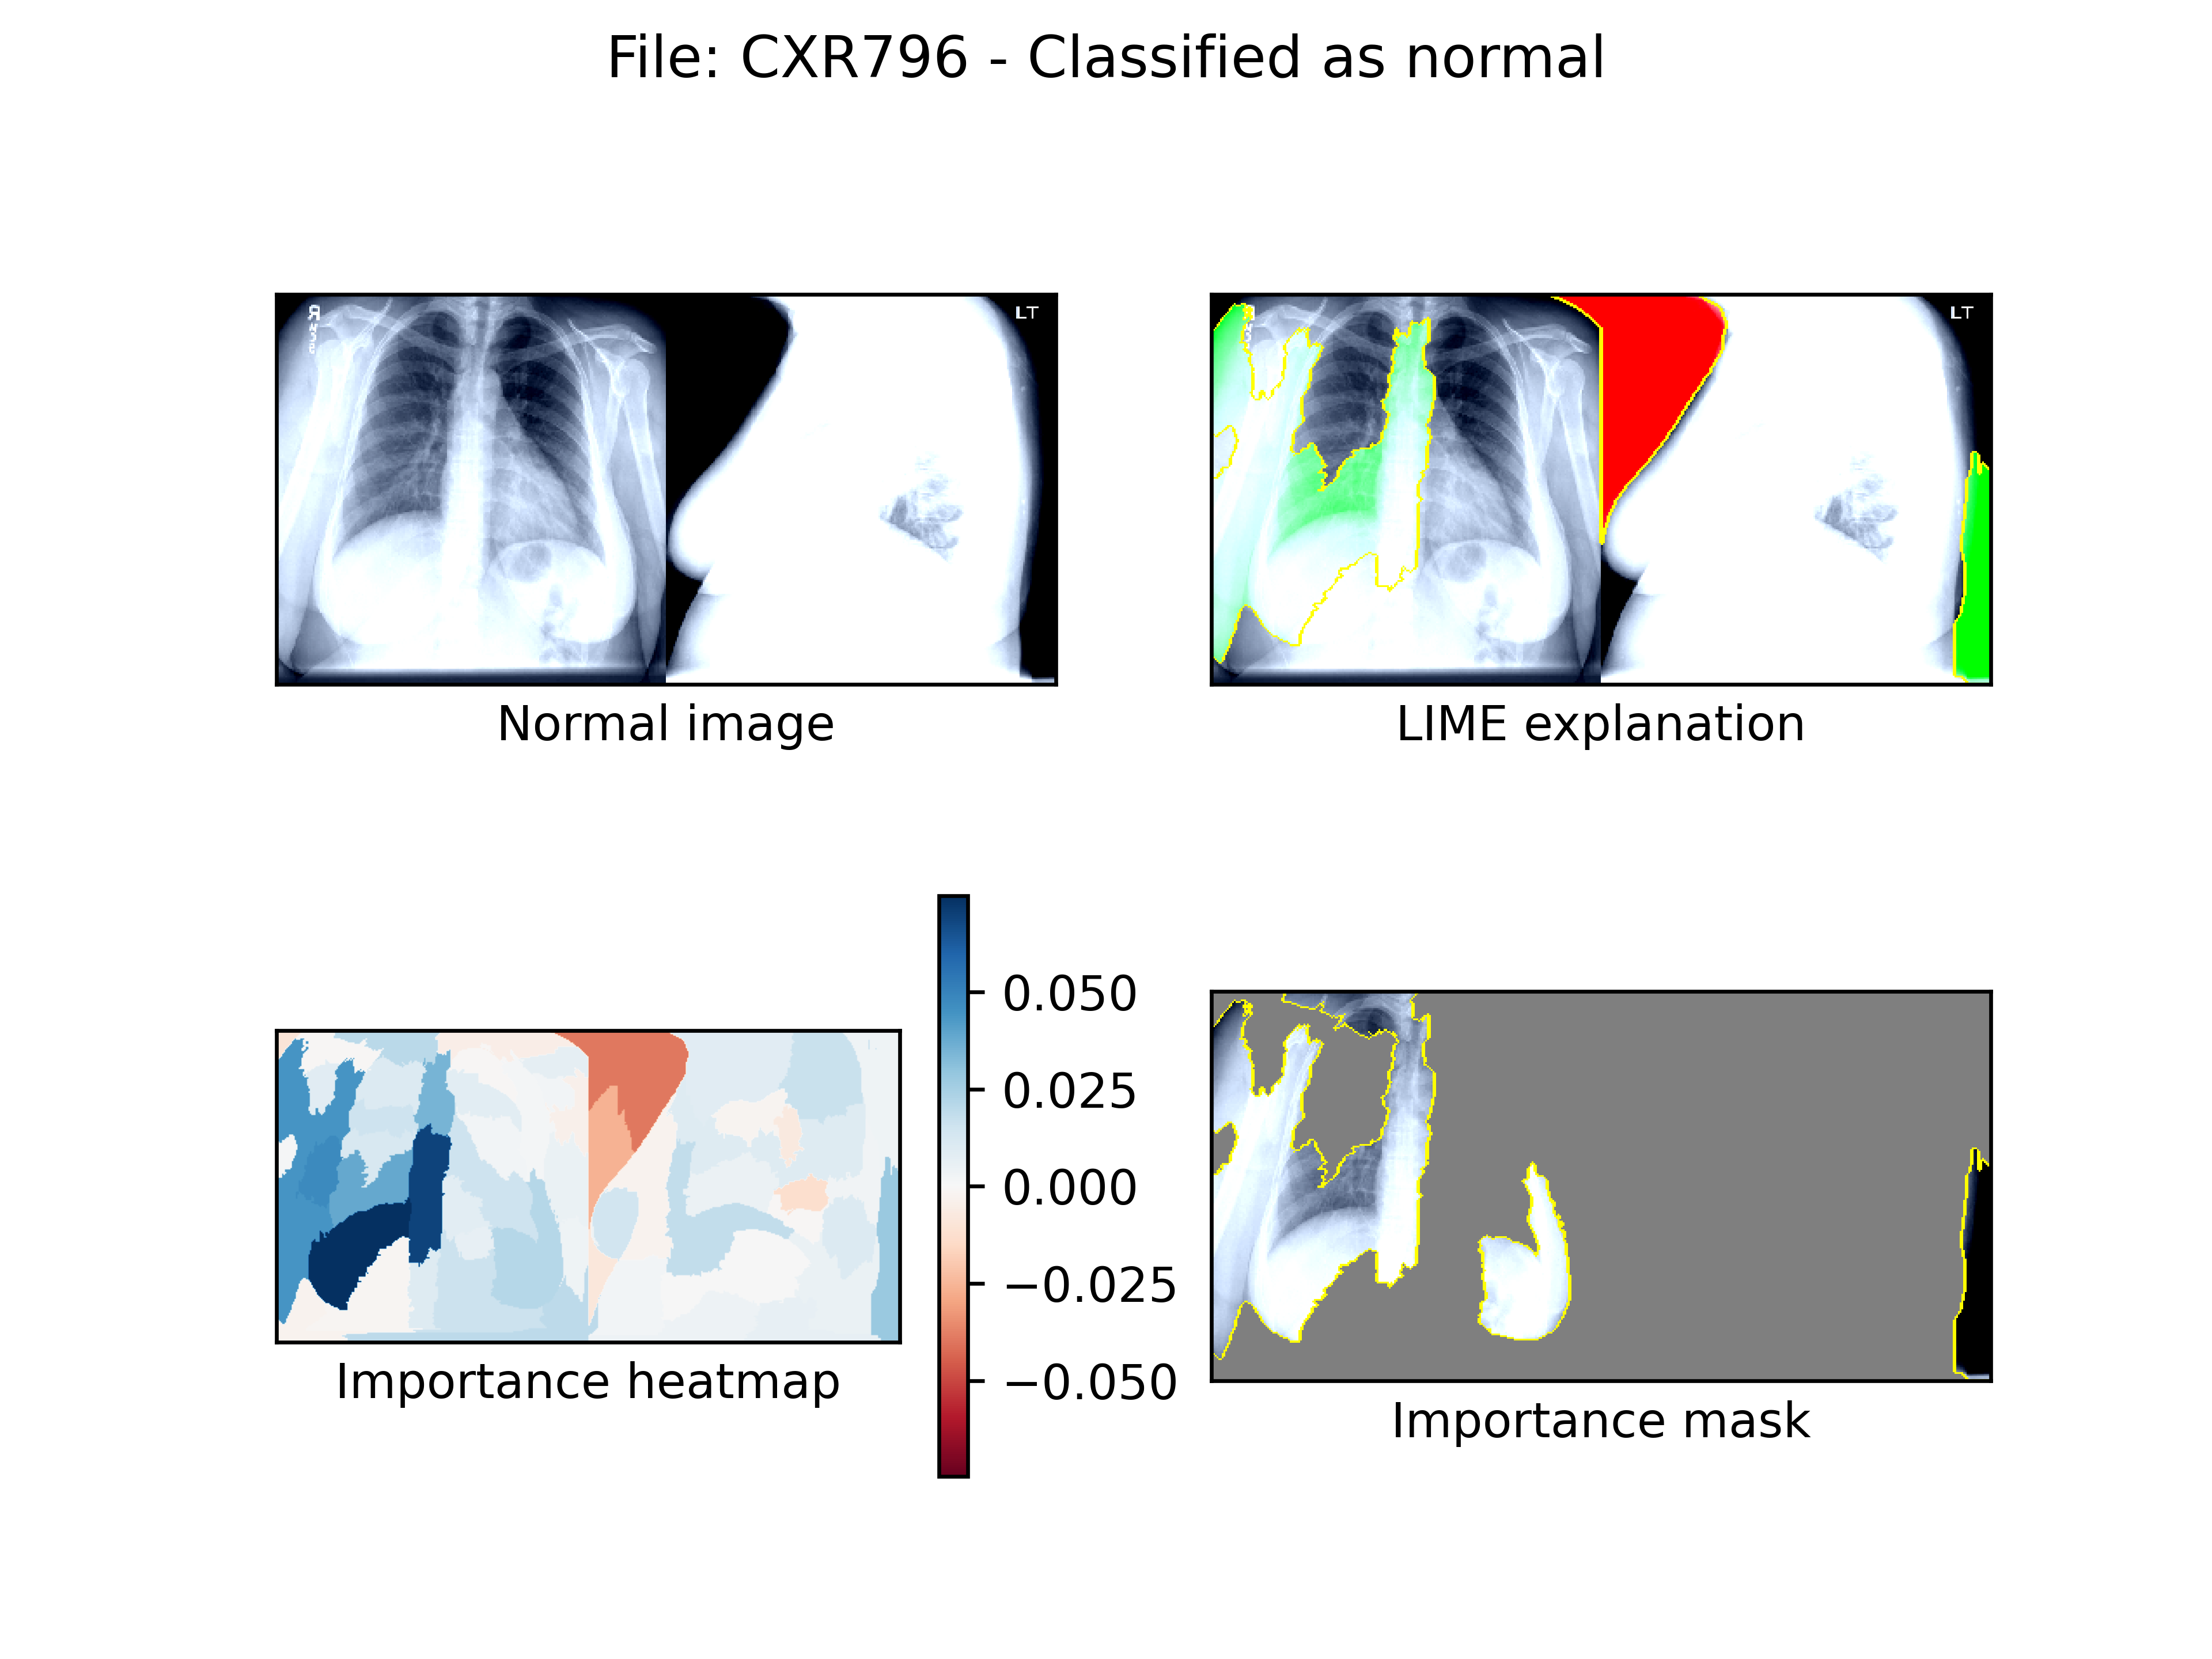 File: CXR796 - Classified as normal
R
LT
LT
Normal image
LIME explanation
0.050
0.025
0.000
−0.025
−0.050
Importance heatmap
Importance mask